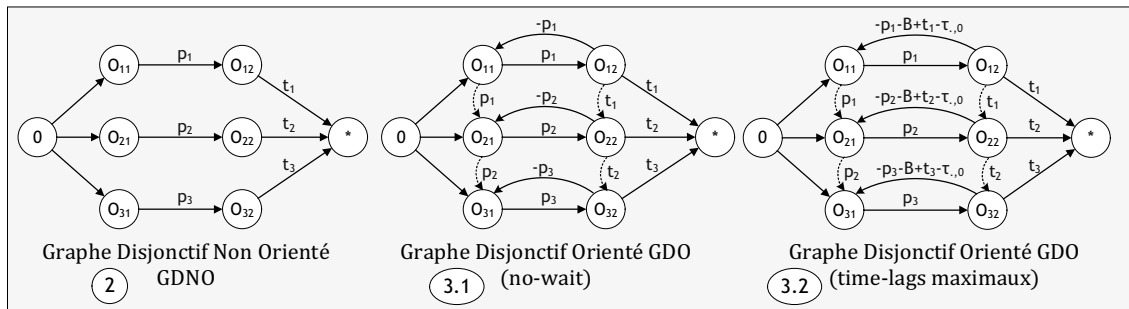 0
O₁₁
p₁
O₁₂
t₁
O₂₁
p₂
O₂₂
t₂
*
t₃
O₃₁
p₃
O₃₂
Graphe Disjonctif Non Orienté
GDNO
2
-p₁
0
O₁₁
p₁
O₁₂
p₁
t₁
t₁
-p₂
O₂₁
p₂
O₂₂
t₂
*
p₂
-p₃
t₂
t₃
O₃₁
p₃
O₃₂
Graphe Disjonctif Orienté GDO
(no-wait)
3.1
-p₁-B+t₁-τ.,₀
0
O₁₁
p₁
O₁₂
p₁
t₁
t₁
-p₂-B+t₂-τ.,₀
O₂₁
p₂
O₂₂
t₂
*
p₂
-p₃-B+t₃-τ.,₀
t₂
t₃
O₃₁
p₃
O₃₂
Graphe Disjonctif Orienté GDO
(time-lags maximaux)
3.2